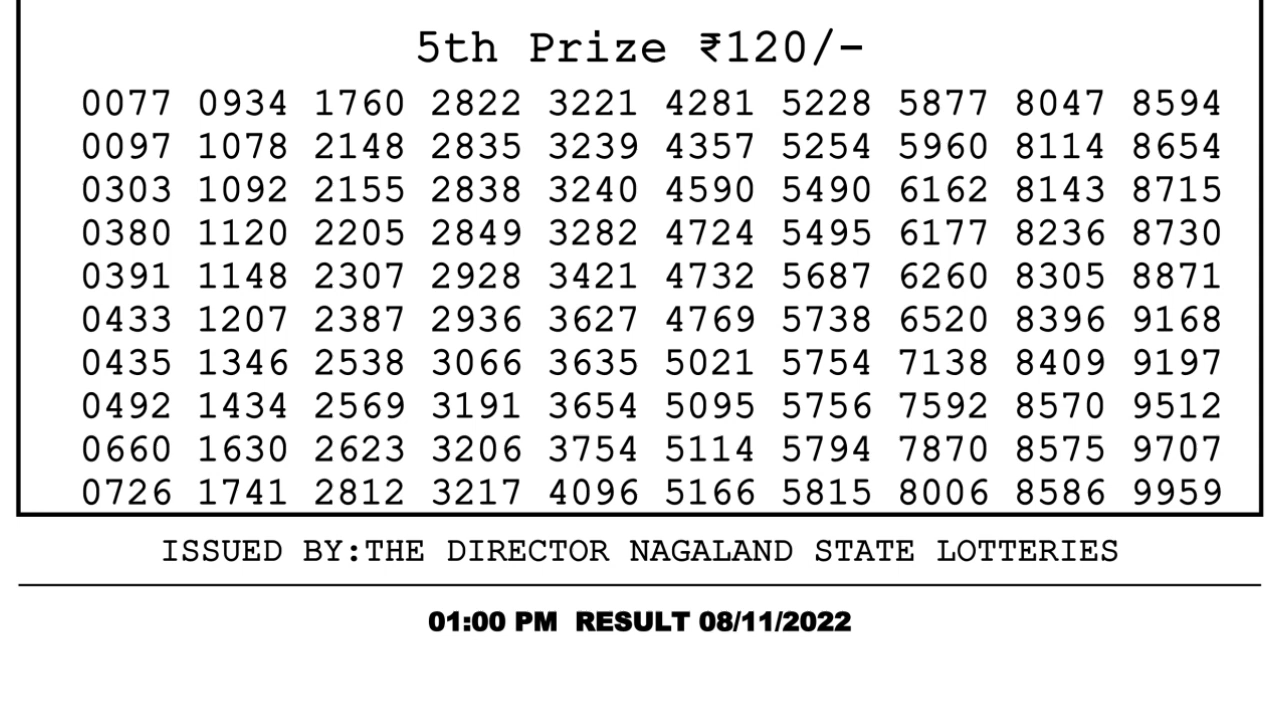 5th Prize ₹120/-
0077 0934 1760 2822 3221 4281 5228 5877 8047 8594
0097 1078 2148 2835 3239 4357 5254 5960 8114 8654
0303 1092 2155 2838 3240 4590 5490 6162 8143 8715
0380 1120 2205 2849 3282 4724 5495 6177 8236 8730
0391 1148 2307 2928 3421 4732 5687 6260 8305 8871
0433 1207 2387 2936 3627 4769 5738 6520 8396 9168
0435 1346 2538 3066 3635 5021 5754 7138 8409 9197
0492 1434 2569 3191 3654 5095 5756 7592 8570 9512
0660 1630 2623 3206 3754 5114 5794 7870 8575 9707
0726 1741 2812 3217 4096 5166 5815 8006 8586 9959
ISSUED BY:THE DIRECTOR NAGALAND STATE LOTTERIES
01:00 PM RESULT 08/11/2022